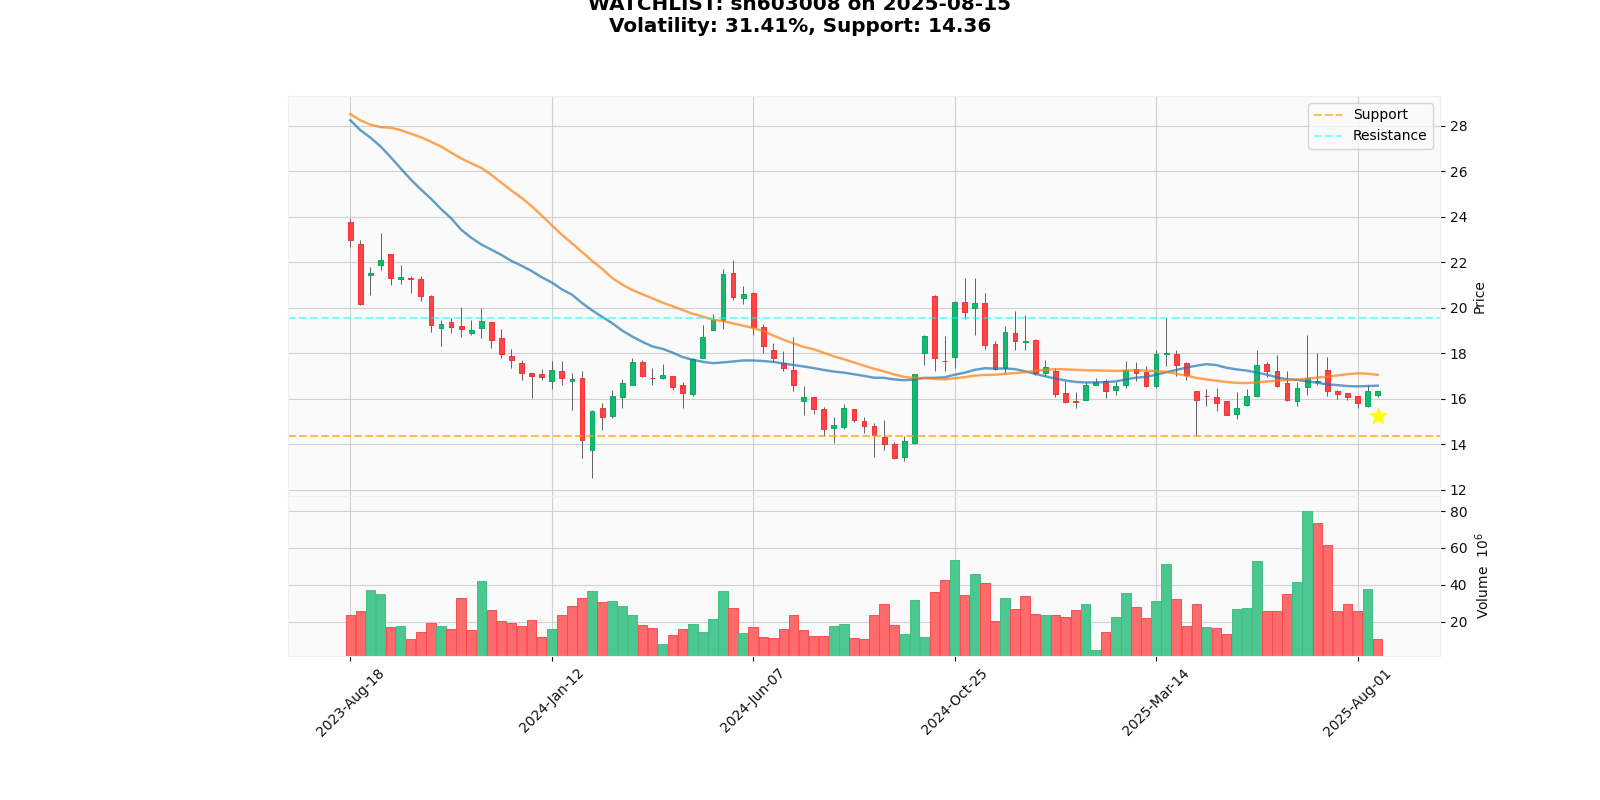 WATCHLIST: sh603008 on 2025-08-15
Volatility: 31.41%, Support: 14.36
Support
Resistance
28
26
24
22
20
18
16
14
12
Price
80
60
40
20
Volume 10^6
2023-Aug-18
2024-Jan-12
2024-Jun-07
2024-Oct-25
2025-Mar-14
2025-Aug-01